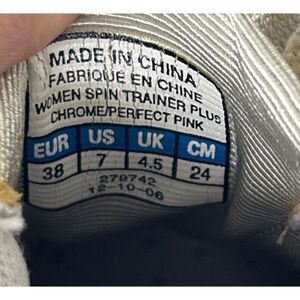 MADE IN CHINA
FABRIQUE EN CHINE
WOMEN SPIN TRAINER PLUS
CHROME/PERFECT PINK
EUR US UK CM
38 7 4.5 24
279742
12-10-06